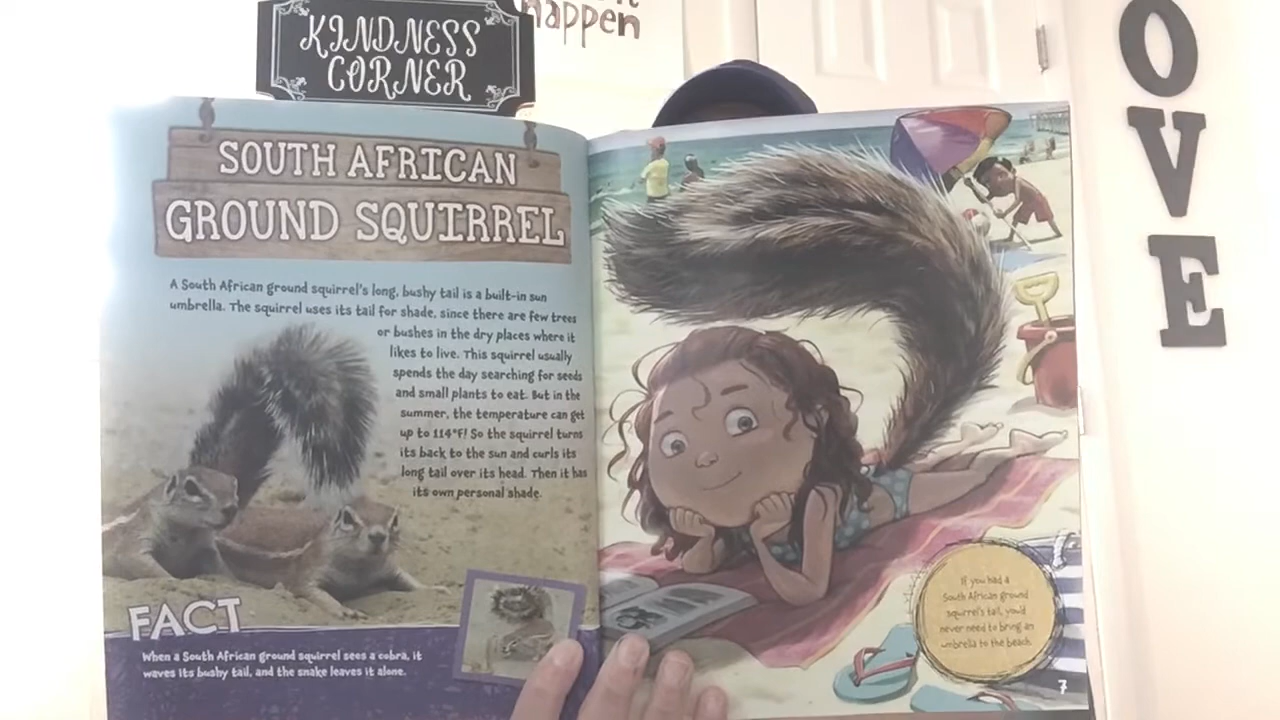 KINDNESS
CORNER
happen
OVE
SOUTH AFRICAN
GROUND SQUIRREL
A South African ground squirrel's long, bushy tail is a built-in sun
umbrella. The squirrel uses its tail for shade, since there are few trees
or bushes in the dry places where it
likes to live. This squirrel usually
spends the day searching for seeds
and small plants to eat. But in the
summer, the temperature can get
up to 114°F! So the squirrel turns
its back to the sun and curls its
long tail over its head. Then it has
its own personal shade.
FACT
When a South African ground squirrel sees a cobra, it
waves its bushy tail, and the snake leaves it alone.
If you had a
South African ground
squirrel's tail, you'd
never need to bring an
umbrella to the beach.
7